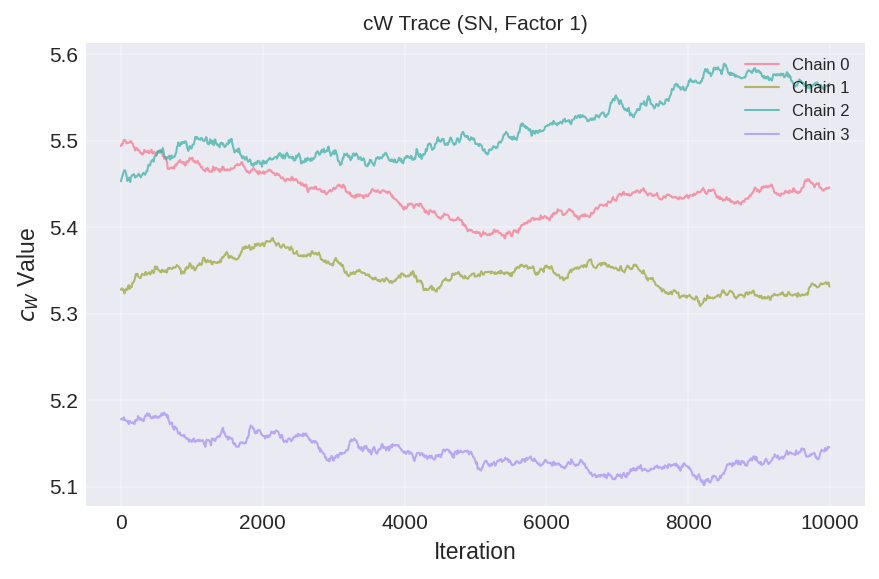 cW Trace (SN, Factor 1)
5.6
5.5
5.4
5.3
5.2
5.1
c_W Value
Chain 0
Chain 1
Chain 2
Chain 3
0 2000 4000 6000 8000 10000
Iteration